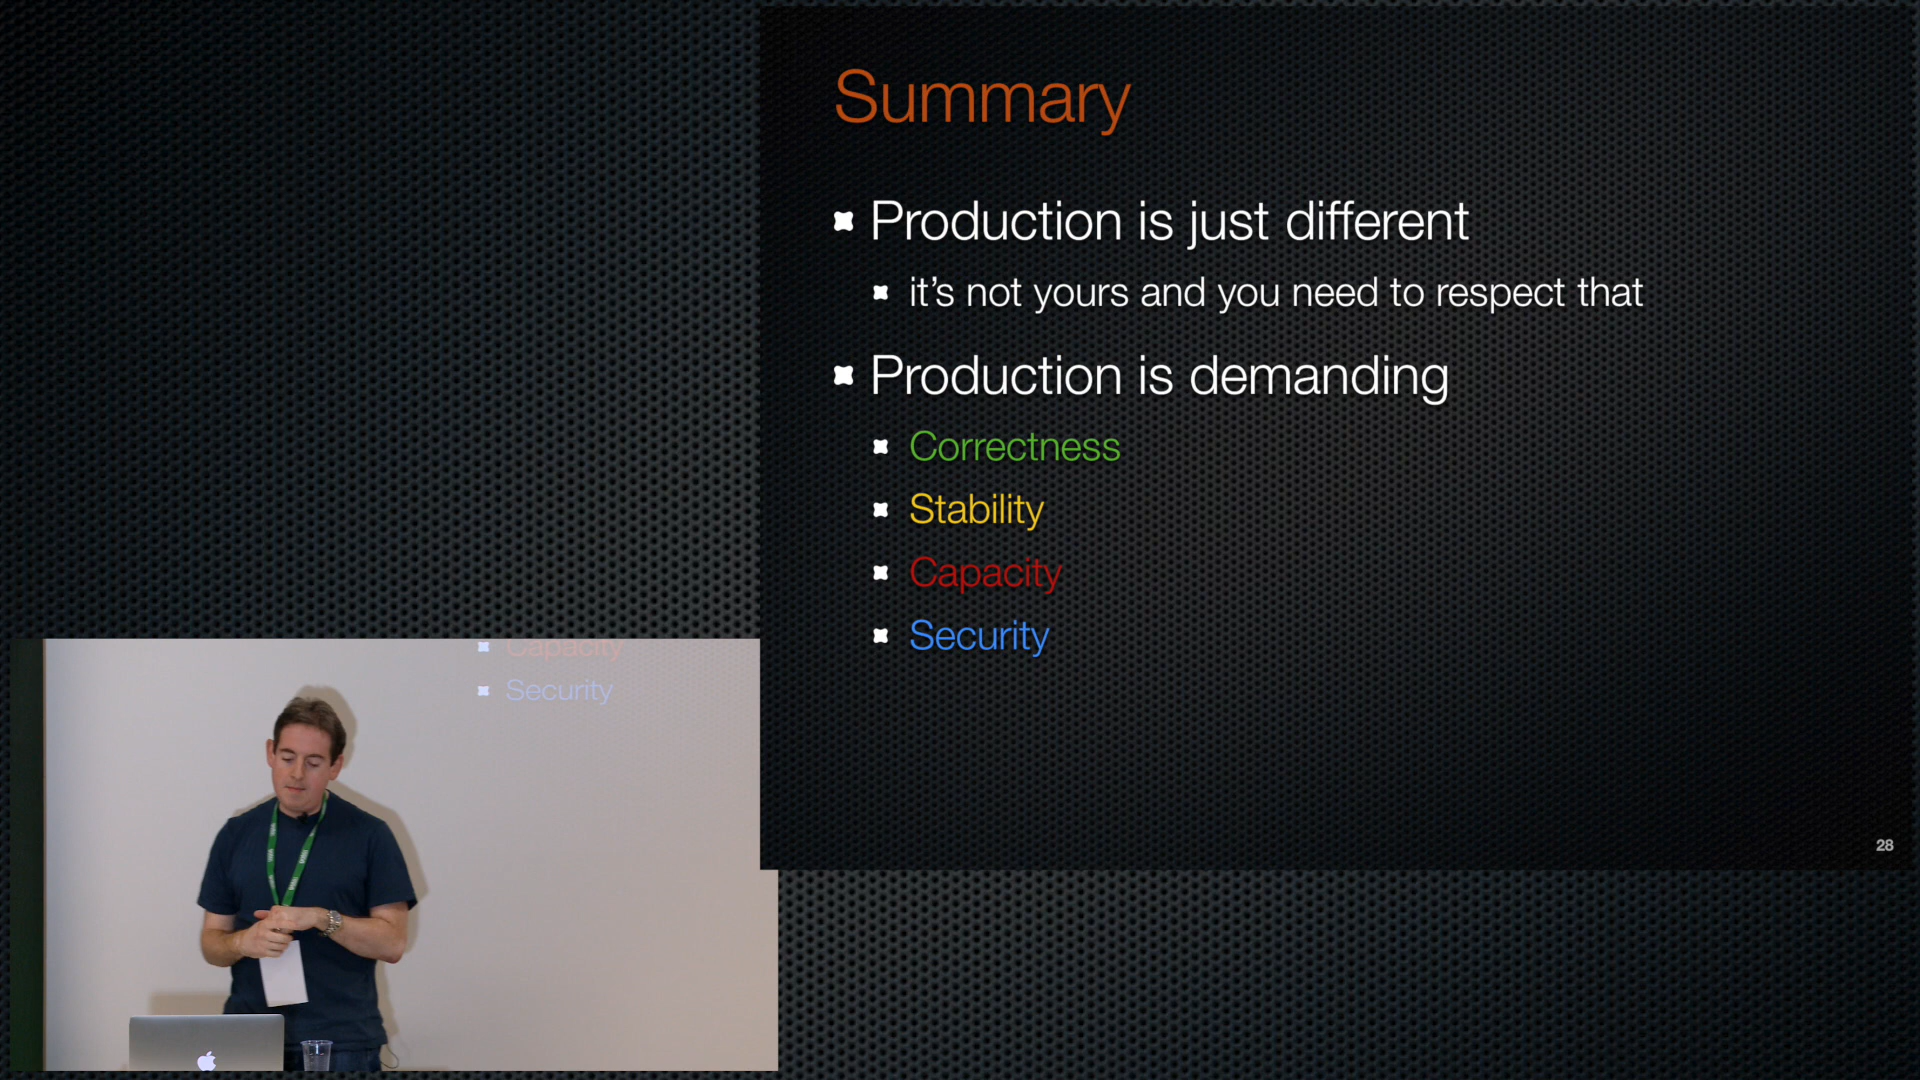 Summary
Production is just different
it's not yours and you need to respect that
Production is demanding
Correctness
Stability
Capacity
Security
28
Capacity
Security